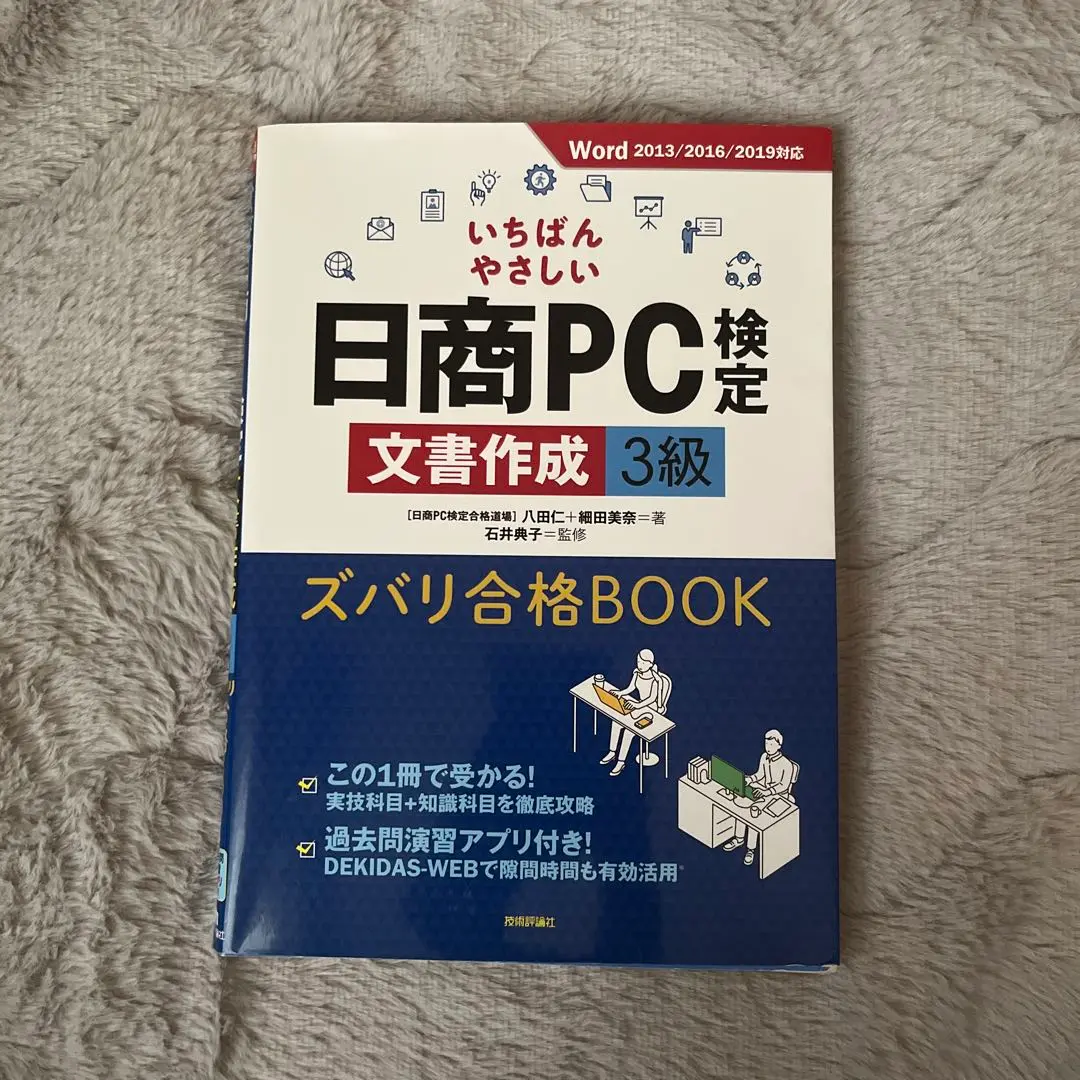 Word 2013/2016/2019対応
いちばん
やさしい
日商PC検定
文書作成 3級
[日商PC検定合格道場] 八田仁+細田美奈=著
石井典子=監修
ズバリ合格BOOK
この1冊で受かる!
実技科目+知識科目を徹底攻略
過去問演習アプリ付き!
DEKIDAS-WEBで隙間時間も有効活用*
技術評論社